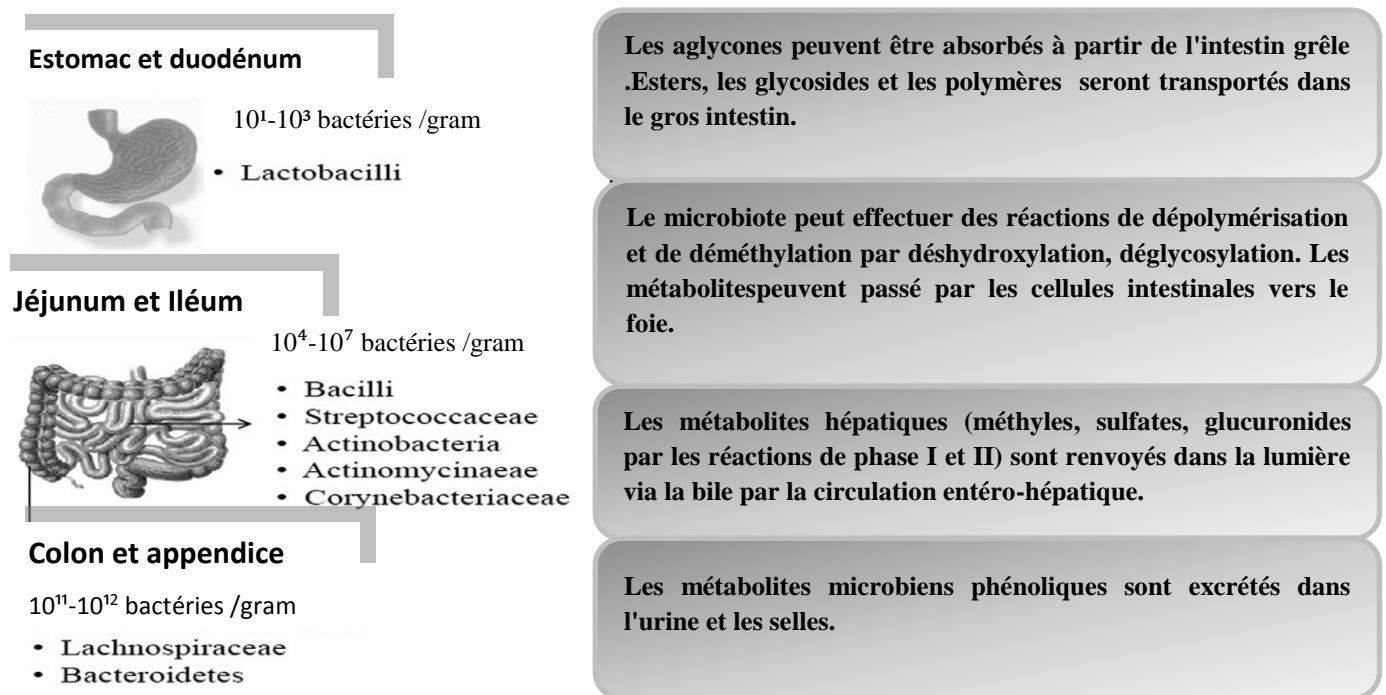 Estomac et duodénum
10¹-10³ bactéries /gram
• Lactobacilli
Jéjunum et Iléum
10⁴-10⁷ bactéries /gram
• Bacilli
• Streptococcaceae
• Actinobacteria
• Actinomycinaeae
• Corynebacteriaceae
Colon et appendice
10¹¹-10¹² bactéries /gram
• Lachnospiraceae
• Bacteroidetes
Les aglycones peuvent être absorbés à partir de l'intestin grêle
.Esters, les glycosides et les polymères seront transportés dans
le gros intestin.
Le microbiote peut effectuer des réactions de dépolymérisation
et de déméthylation par déshydroxylation, déglycosylation. Les
métabolitespeuvent passé par les cellules intestinales vers le
foie.
Les métabolites hépatiques (méthyles, sulfates, glucuronides
par les réactions de phase I et II) sont renvoyés dans la lumière
via la bile par la circulation entéro-hépatique.
Les métabolites microbiens phénoliques sont excrétés dans
l'urine et les selles.